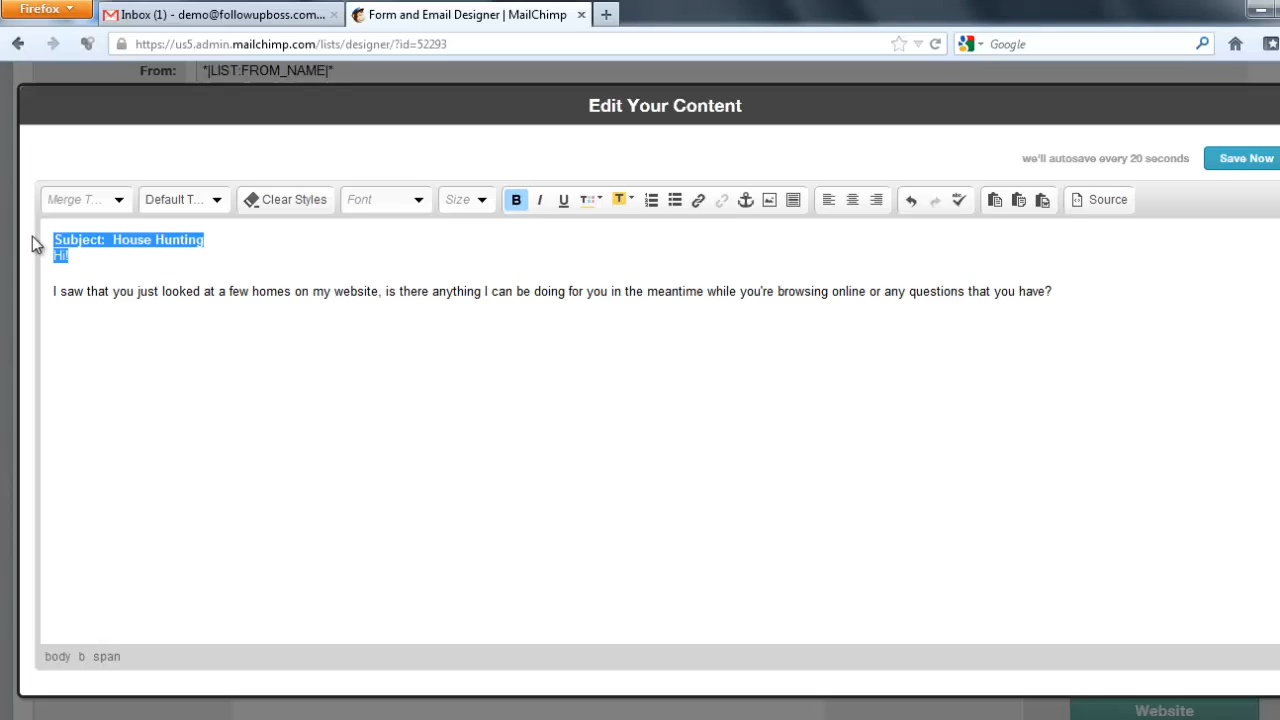 Firefox
Inbox (1) - demo@followupboss.com...
Form and Email Designer | MailChimp
https://us5.admin.mailchimp.com/lists/designer/?id=52293
Google
From:
"*|LIST:FROM_NAME|*"
Edit Your Content
we'll autosave every 20 seconds
Save Now
Merge T...
Default T...
Clear Styles
Font
Size
B
I
U
Source
Subject:  House Hunting
Hi!
I saw that you just looked at a few homes on my website, is there anything I can be doing for you in the meantime while you're browsing online or any questions that you have?
body b span
Website